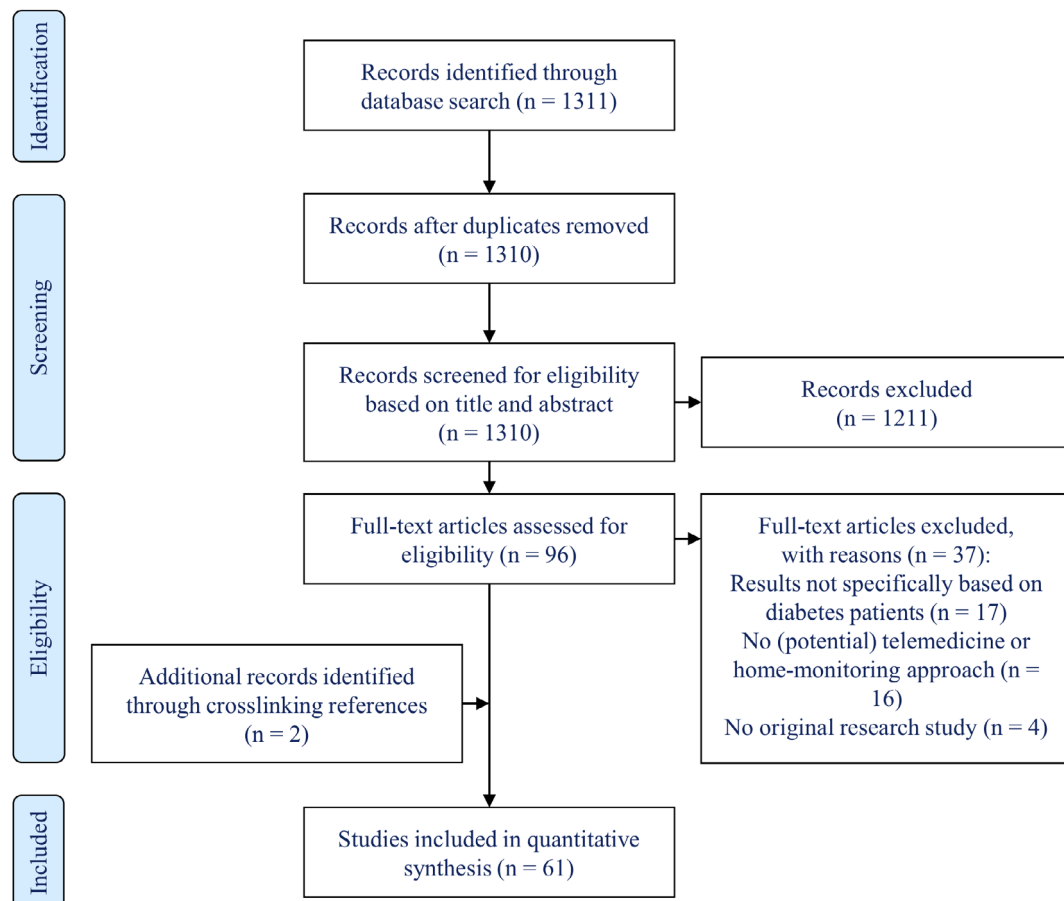 Identification
Records identified through
database search (n = 1311)
Screening
Records after duplicates removed
(n = 1310)
Records screened for eligibility
based on title and abstract
(n = 1310)
Records excluded
(n = 1211)
Eligibility
Full-text articles assessed for
eligibility (n = 96)
Full-text articles excluded,
with reasons (n = 37):
Results not specifically based on
diabetes patients (n = 17)
No (potential) telemedicine or
home-monitoring approach (n =
16)
No original research study (n = 4)
Additional records identified
through crosslinking references
(n = 2)
Included
Studies included in quantitative
synthesis (n = 61)